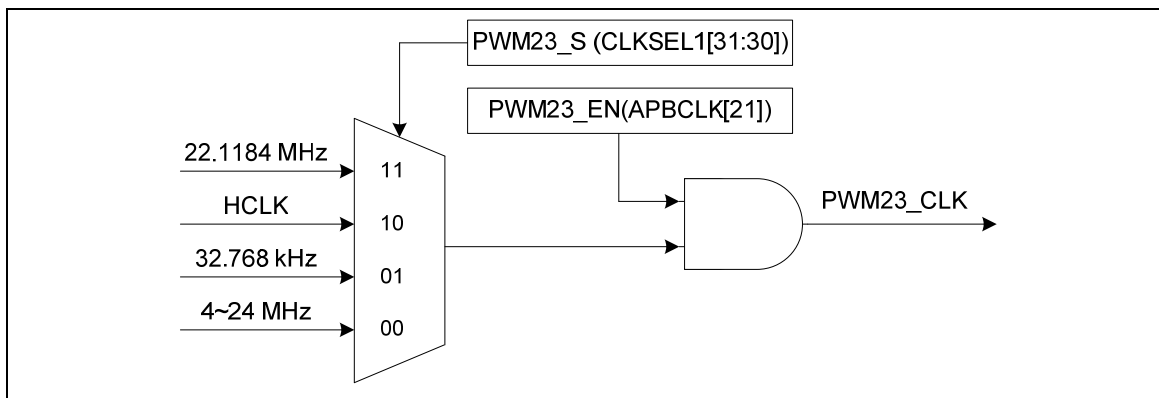 PWM23_S (CLKSEL1[31:30])
PWM23_EN(APBCLK[21])
22.1184 MHz
11
HCLK
10
32.768 kHz
01
4~24 MHz
00
PWM23_CLK